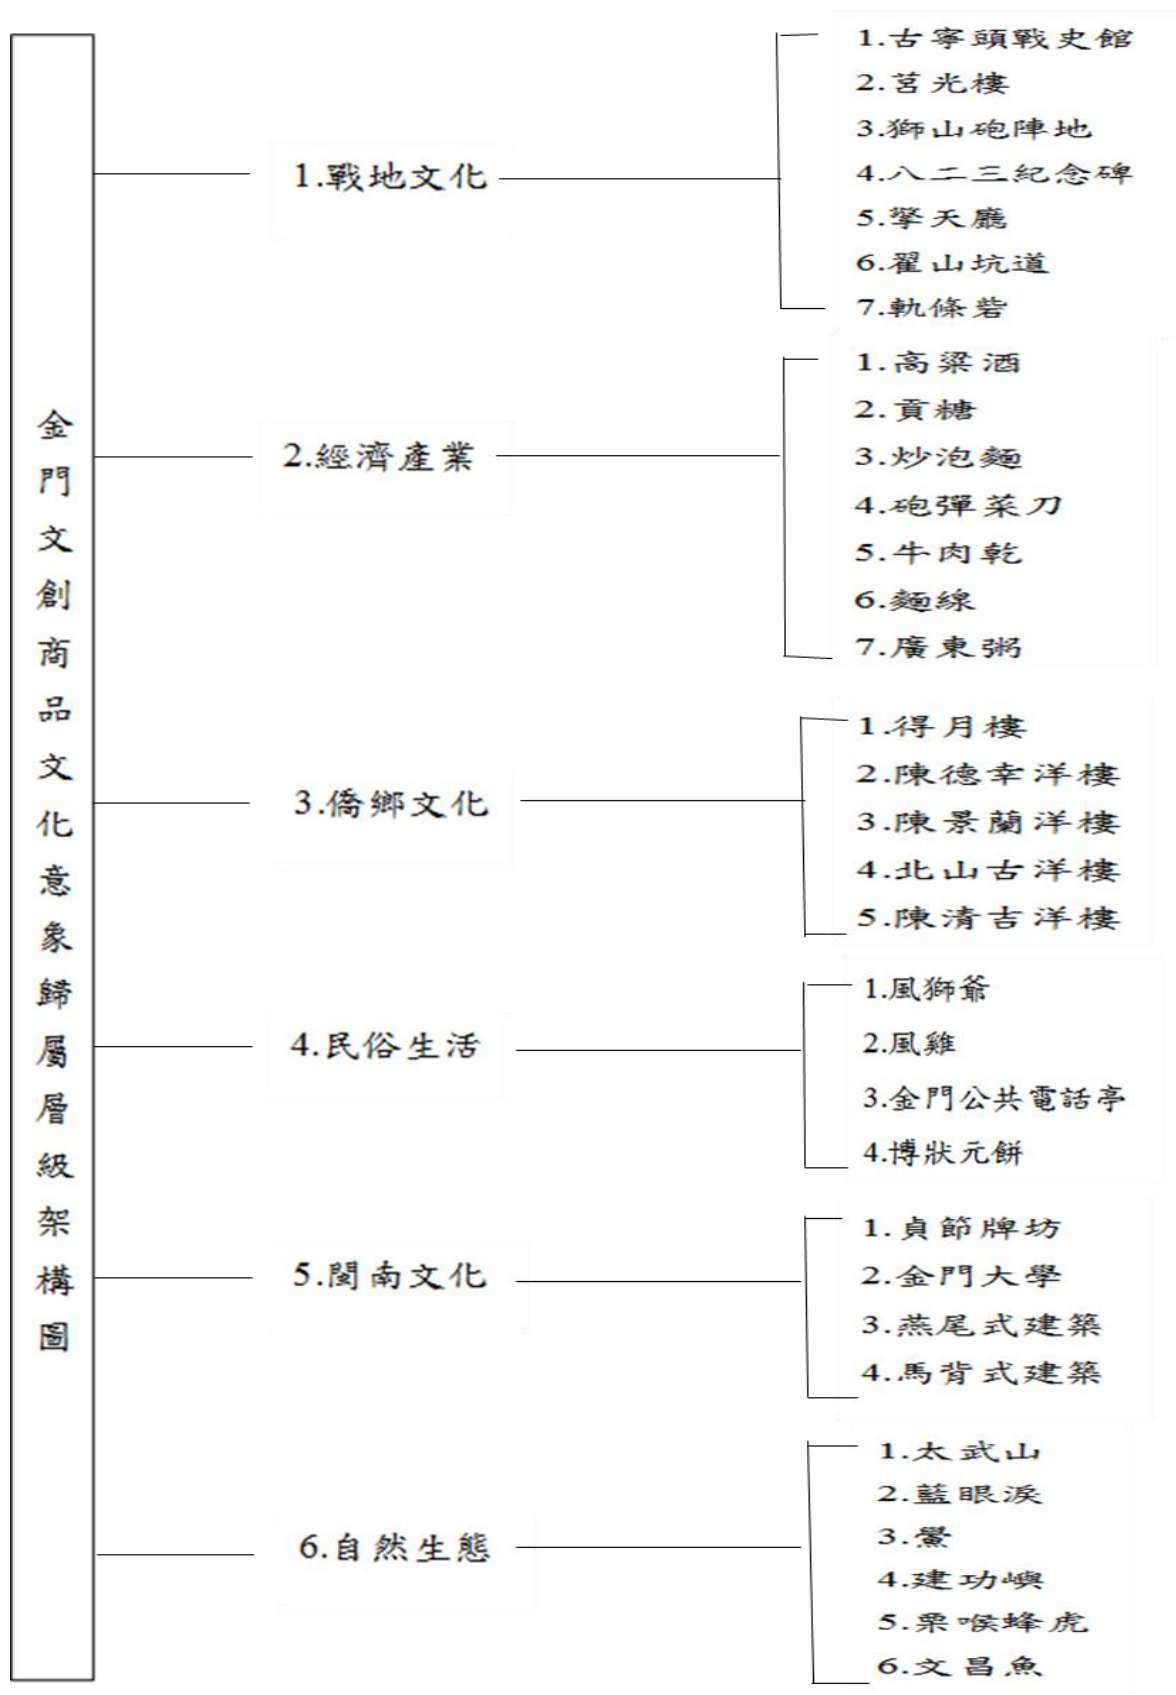 金門文創商品文化意象歸屬層級架構圖
1.戰地文化
1.古寧頭戰史館
2.莒光樓
3.獅山砲陣地
4.八二三紀念碑
5.擎天廳
6.翟山坑道
7.軌條砦
2.經濟產業
1.高粱酒
2.貢糖
3.炒泡麵
4.砲彈菜刀
5.牛肉乾
6.麵線
7.廣東粥
3.僑鄉文化
1.得月樓
2.陳德幸洋樓
3.陳景蘭洋樓
4.北山古洋樓
5.陳清吉洋樓
4.民俗生活
1.風獅爺
2.風雞
3.金門公共電話亭
4.博狀元餅
5.閩南文化
1.貞節牌坊
2.金門大學
3.燕尾式建築
4.馬背式建築
6.自然生態
1.太武山
2.藍眼淚
3.鱟
4.建功嶼
5.栗喉蜂虎
6.文昌魚